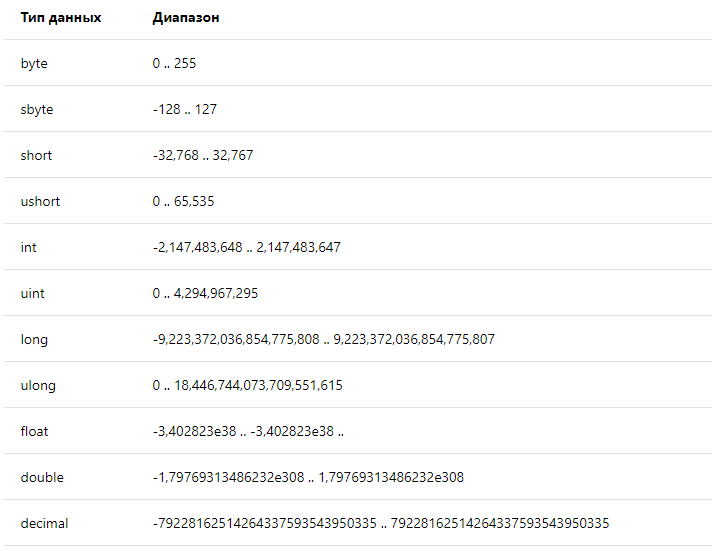 Тип данных Диапазон
byte 0 .. 255
sbyte -128 .. 127
short -32,768 .. 32,767
ushort 0 .. 65,535
int -2,147,483,648 .. 2,147,483,647
uint 0 .. 4,294,967,295
long -9,223,372,036,854,775,808 .. 9,223,372,036,854,775,807
ulong 0 .. 18,446,744,073,709,551,615
float -3,402823e38 .. -3,402823e38 ..
double -1,79769313486232e308 .. 1,79769313486232e308
decimal -79228162514264337593543950335 .. 79228162514264337593543950335